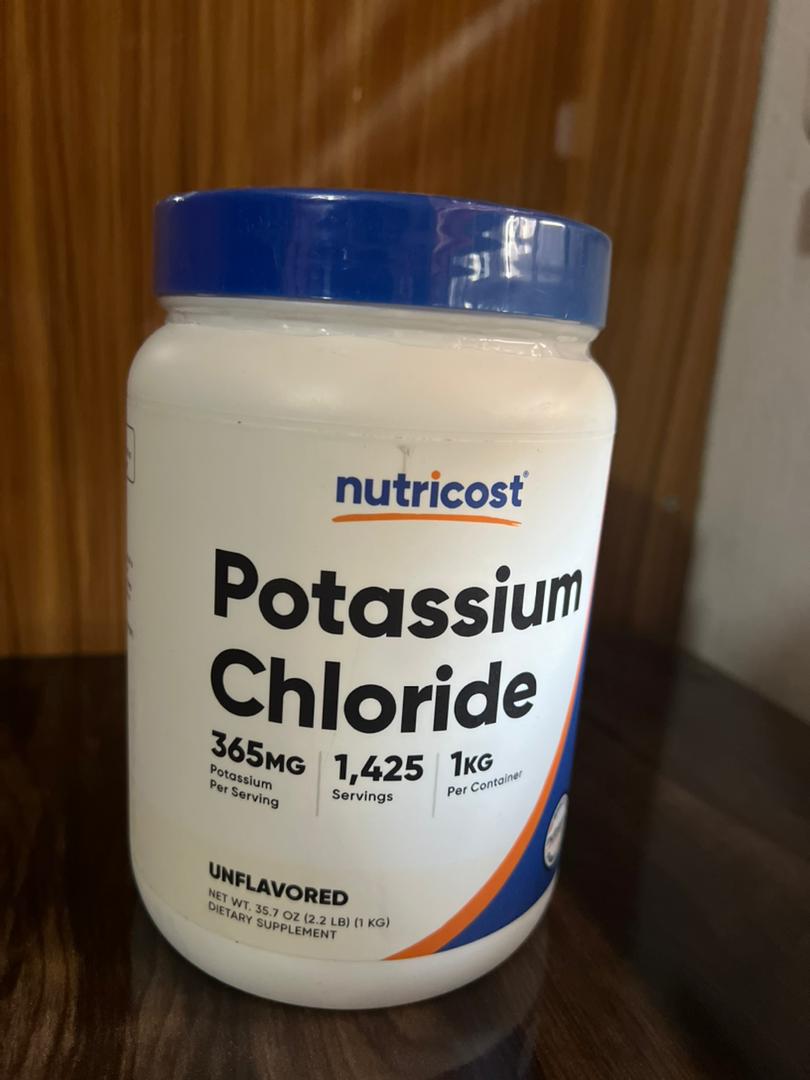 nutricost®
Potassium
Chloride
365MG
Potassium
Per Serving
1,425
Servings
1KG
Per Container
UNFLAVORED
NET WT. 35.7 OZ (2.2 LB) (1 KG)
DIETARY SUPPLEMENT